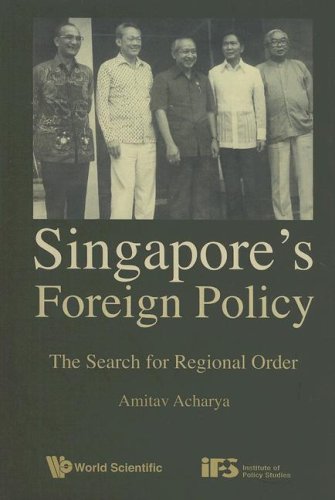 Singapore's
Foreign Policy
The Search for Regional Order
Amitav Acharya
World Scientific
iPS Institute of
Policy Studies